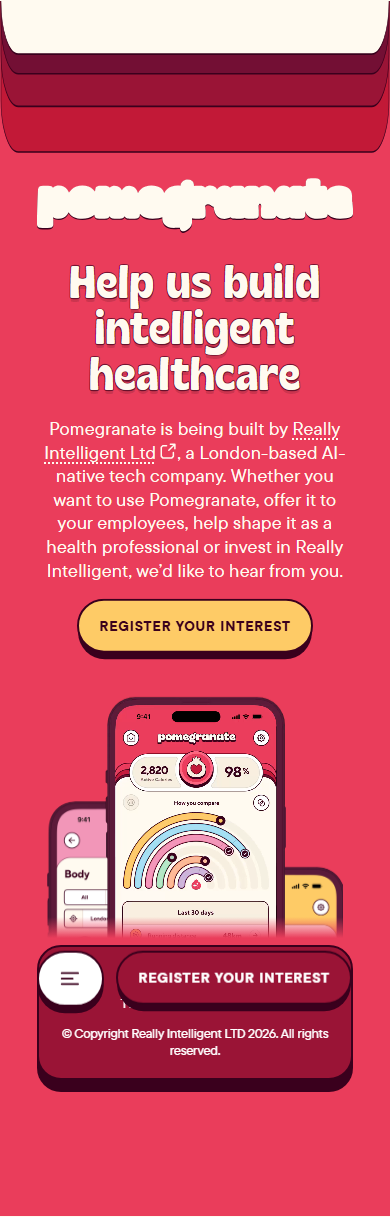 pomegranate
Help us build
intelligent
healthcare
Pomegranate is being built by Really
Intelligent Ltd, a London-based AI-
native tech company. Whether you
want to use Pomegranate, offer it to
your employees, help shape it as a
health professional or invest in Really
Intelligent, we’d like to hear from you.
REGISTER YOUR INTEREST
9:41
pomegranate
2,820
Active Calories
98%
How you compare
9:41
Body
All
London
Last 30 days
REGISTER YOUR INTEREST
© Copyright Really Intelligent LTD 2026. All rights
reserved.